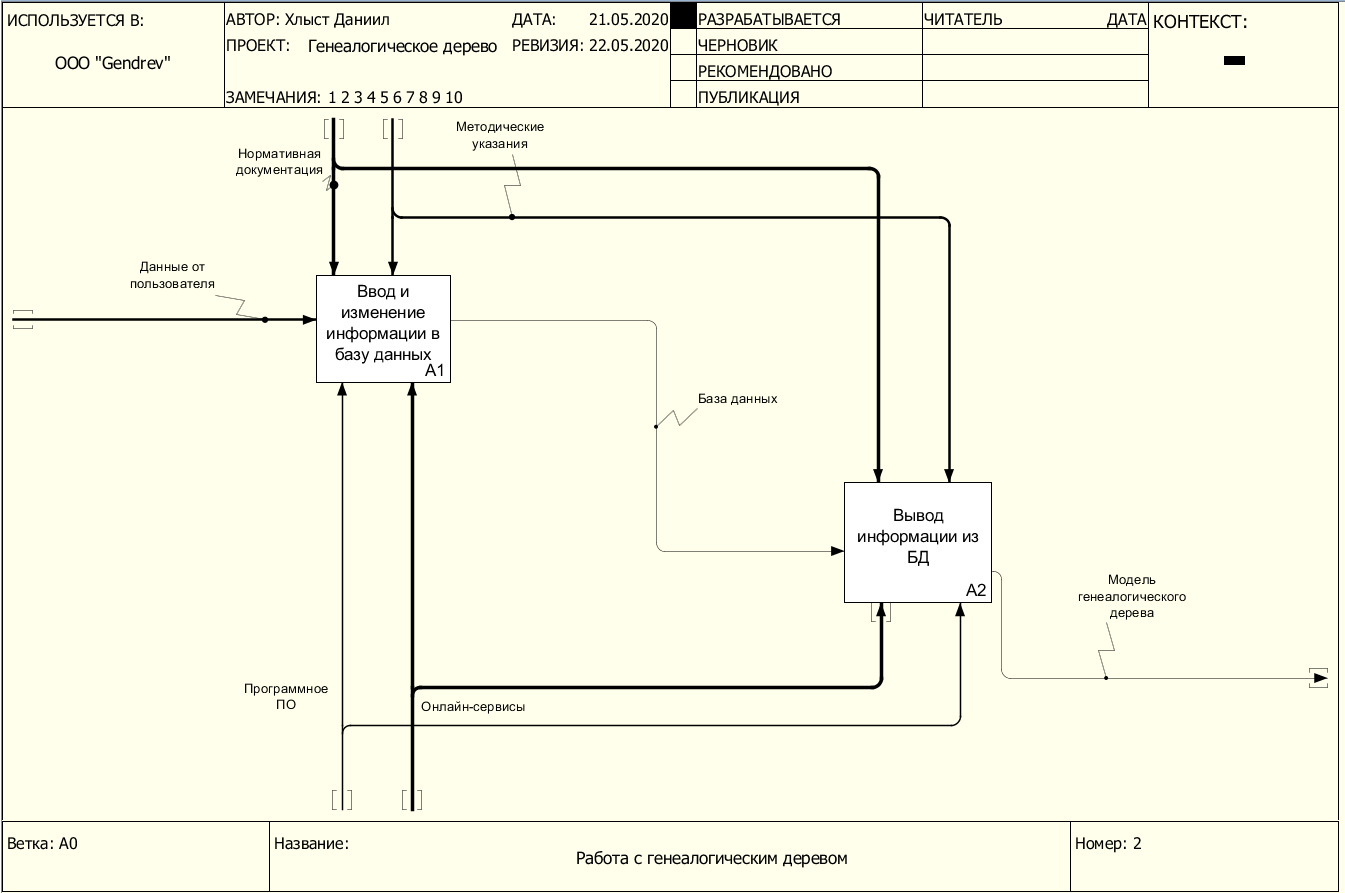 ИСПОЛЬЗУЕТСЯ В:
ООО "Gendrev"
АВТОР: Хлыст Даниил
ДАТА: 21.05.2020
ПРОЕКТ: Генеалогическое дерево
РЕВИЗИЯ: 22.05.2020
ЗАМЕЧАНИЯ: 1 2 3 4 5 6 7 8 9 10
РАЗРАБАТЫВАЕТСЯ
ЧЕРНОВИК
РЕКОМЕНДОВАНО
ПУБЛИКАЦИЯ
ЧИТАТЕЛЬ
ДАТА
КОНТЕКСТ:
Нормативная
документация
Методические
указания
Данные от
пользователя
Ввод и
изменение
информации в
базу данных
A1
База данных
Вывод
информации из
БД
A2
Модель
генеалогического
дерева
Программное
ПО
Онлайн-сервисы
Ветка: A0
Название:
Работа с генеалогическим деревом
Номер: 2